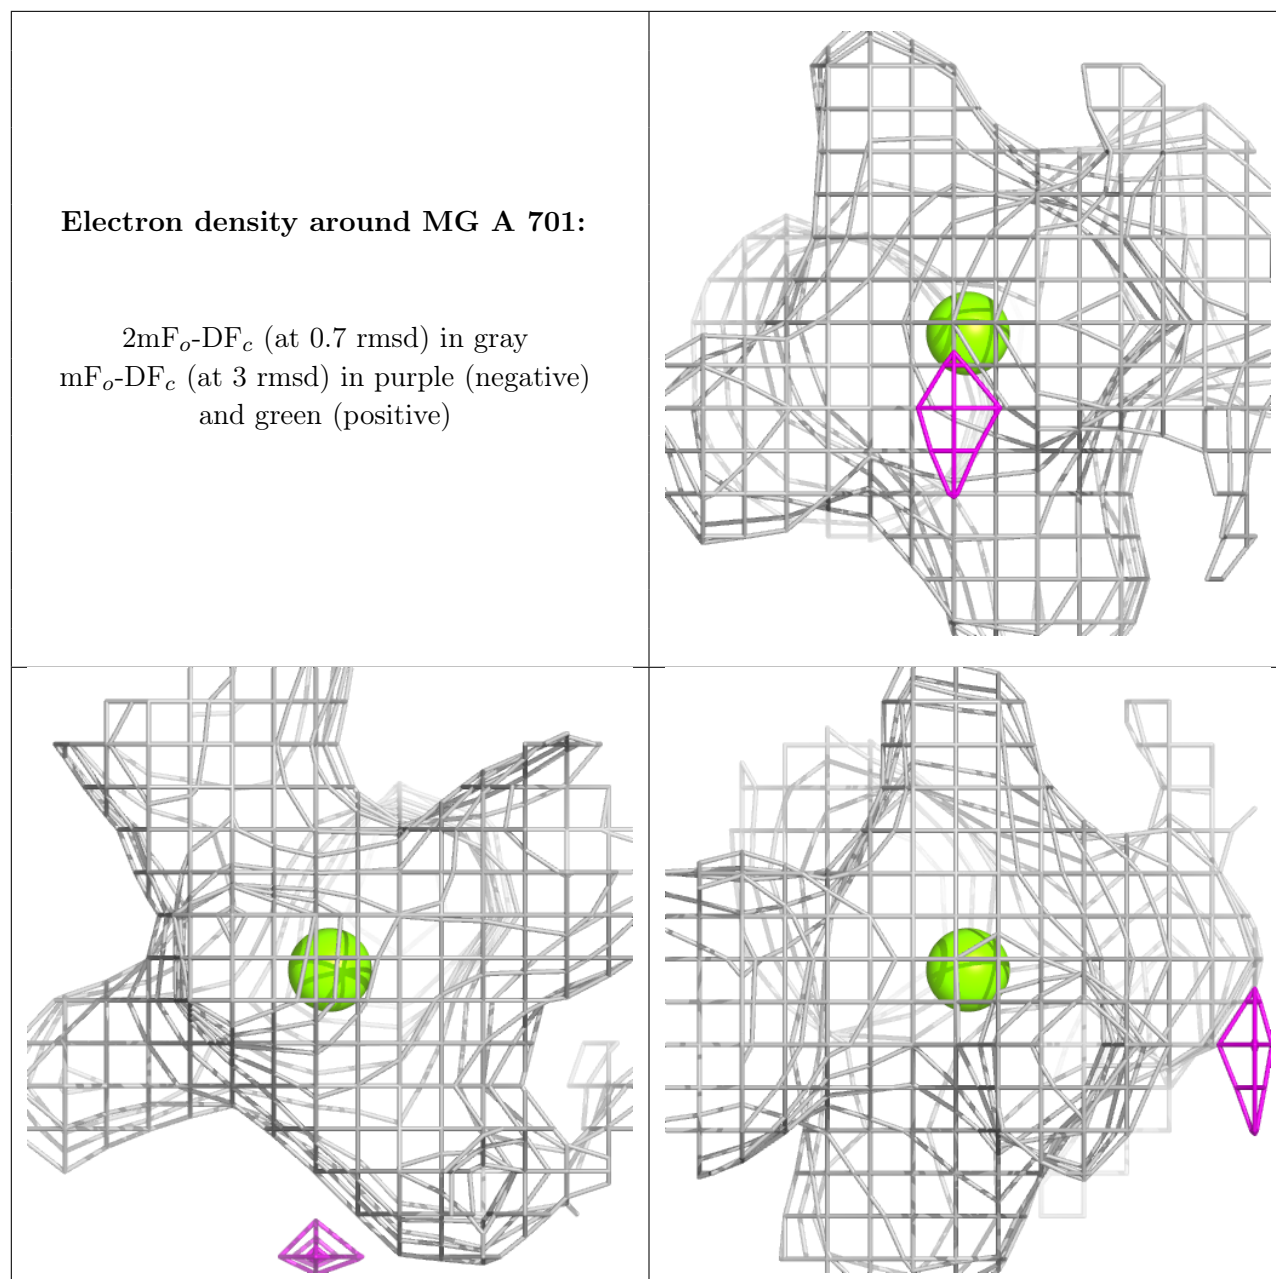 Electron density around MG A 701:
2mFo-DFc (at 0.7 rmsd) in gray
mFo-DFc (at 3 rmsd) in purple (negative)
and green (positive)